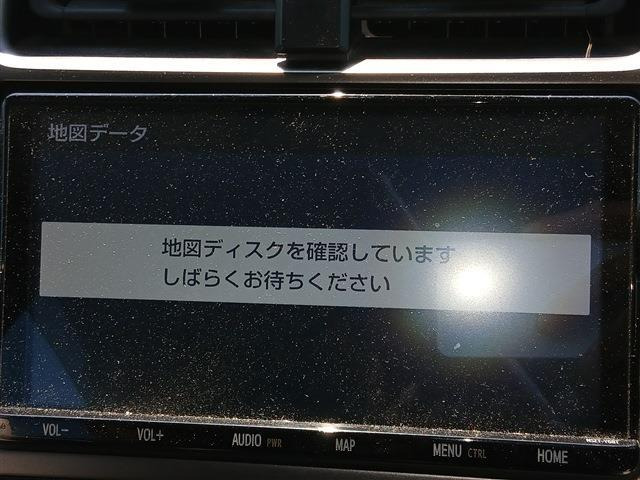 地図データ
地図ディスクを確認しています
しばらくお待ちください
VOL- VOL+ AUDIO PWR MAP MENU CTRL HOME